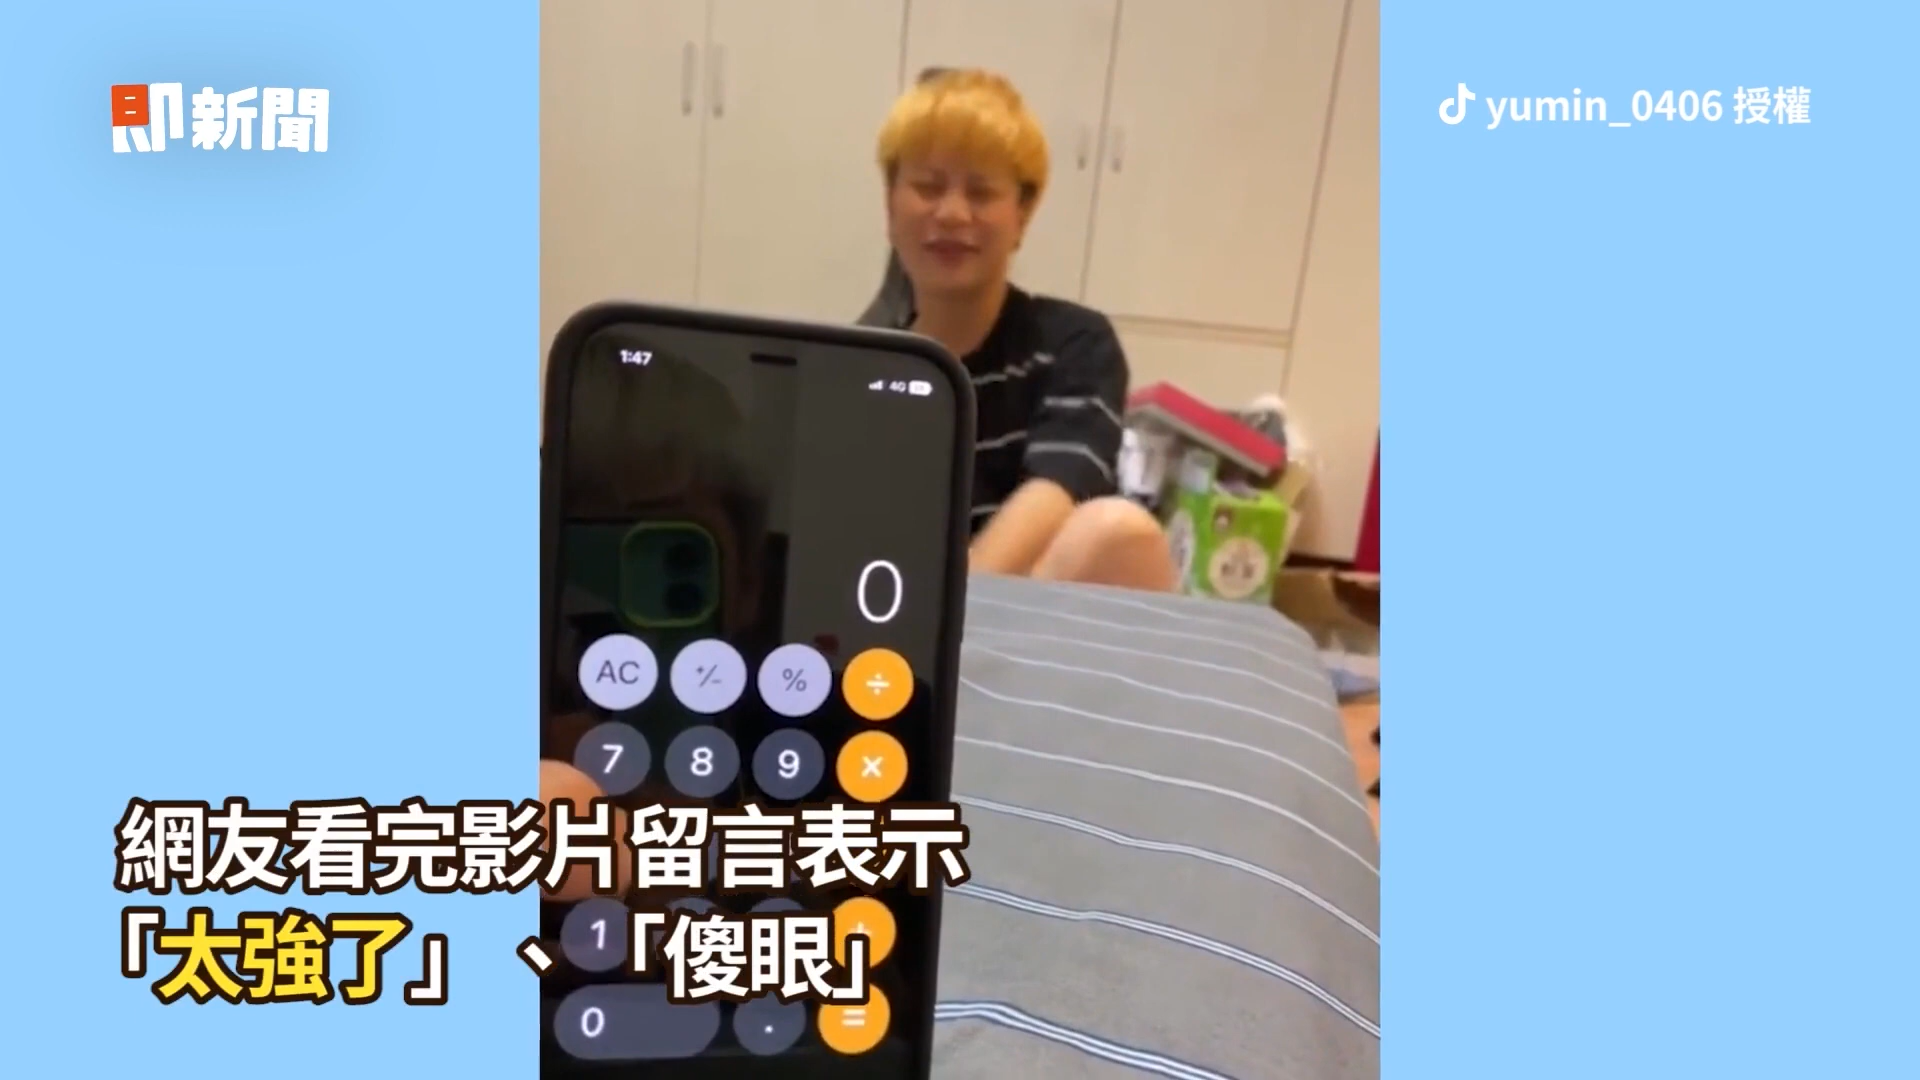 即新聞
yumin_0406 授權
1:47
4G
0
AC
+/-
%
÷
7
8
9
×
網友看完影片留言表示
「太強了」、「傻眼」
1
+
0
.
=